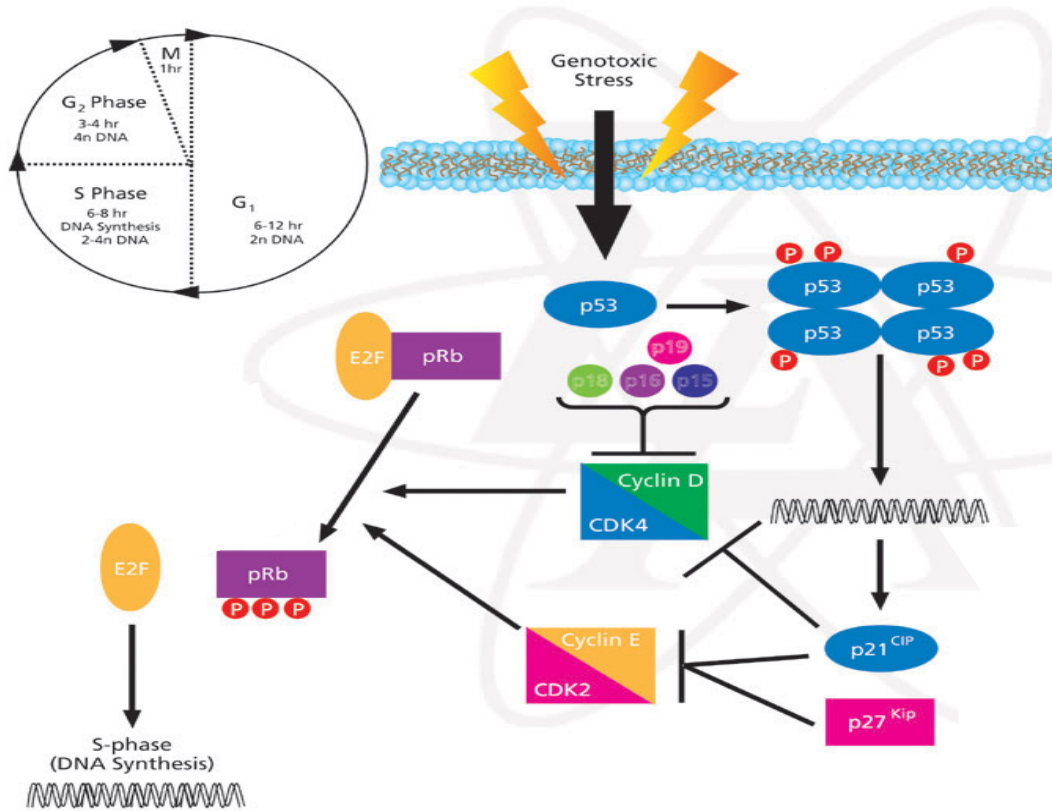 M
1hr
G₂ Phase
3-4 hr
4n DNA
S Phase
6-8 hr
DNA Synthesis
2-4n DNA
G₁
6-12 hr
2n DNA
Genotoxic
Stress
p53
P
P
P
p53
p53
p53
p53
P
P
P
E2F
pRb
p19
p18
p16
p15
Cyclin D
CDK4
E2F
pRb
P
P
P
Cyclin E
CDK2
p21CIP
p27Kip
S-phase
(DNA Synthesis)